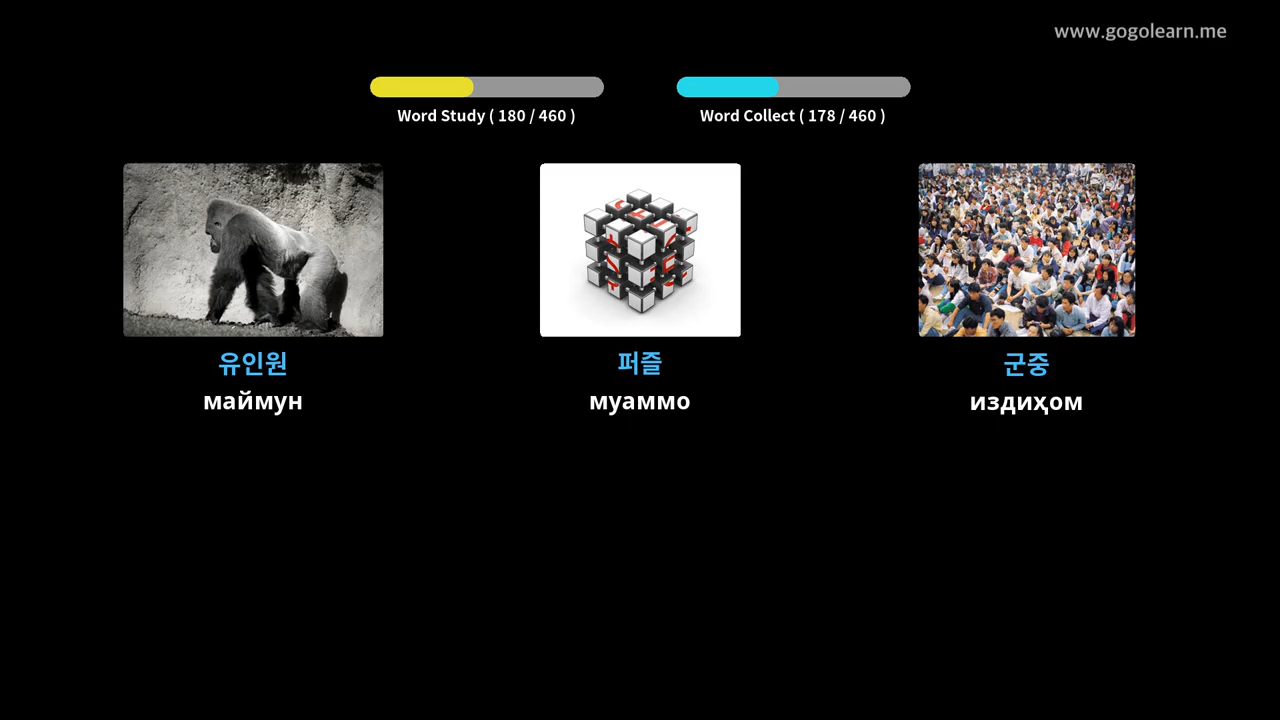 www.gogolearn.me
Word Study ( 180 / 460 )
Word Collect ( 178 / 460 )
유인원
퍼즐
군중
маймун
муаммо
издиҳом